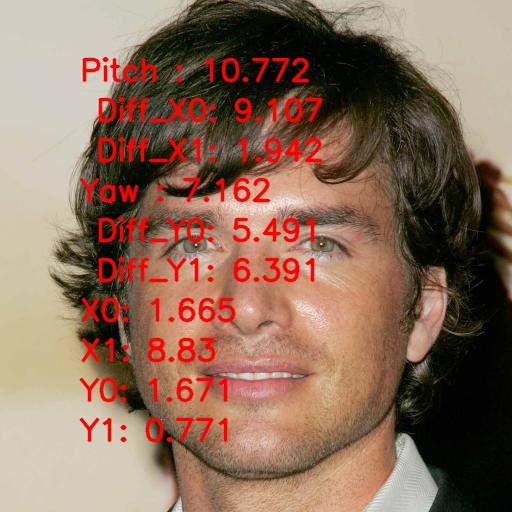 Pitch : 10.772
Diff_X0: 9.107
Diff_X1: 1.942
Yaw : 7.162
Diff_Y0: 5.491
Diff_Y1: 6.391
X0: 1.665
X1: 8.83
Y0: 1.671
Y1: 0.771